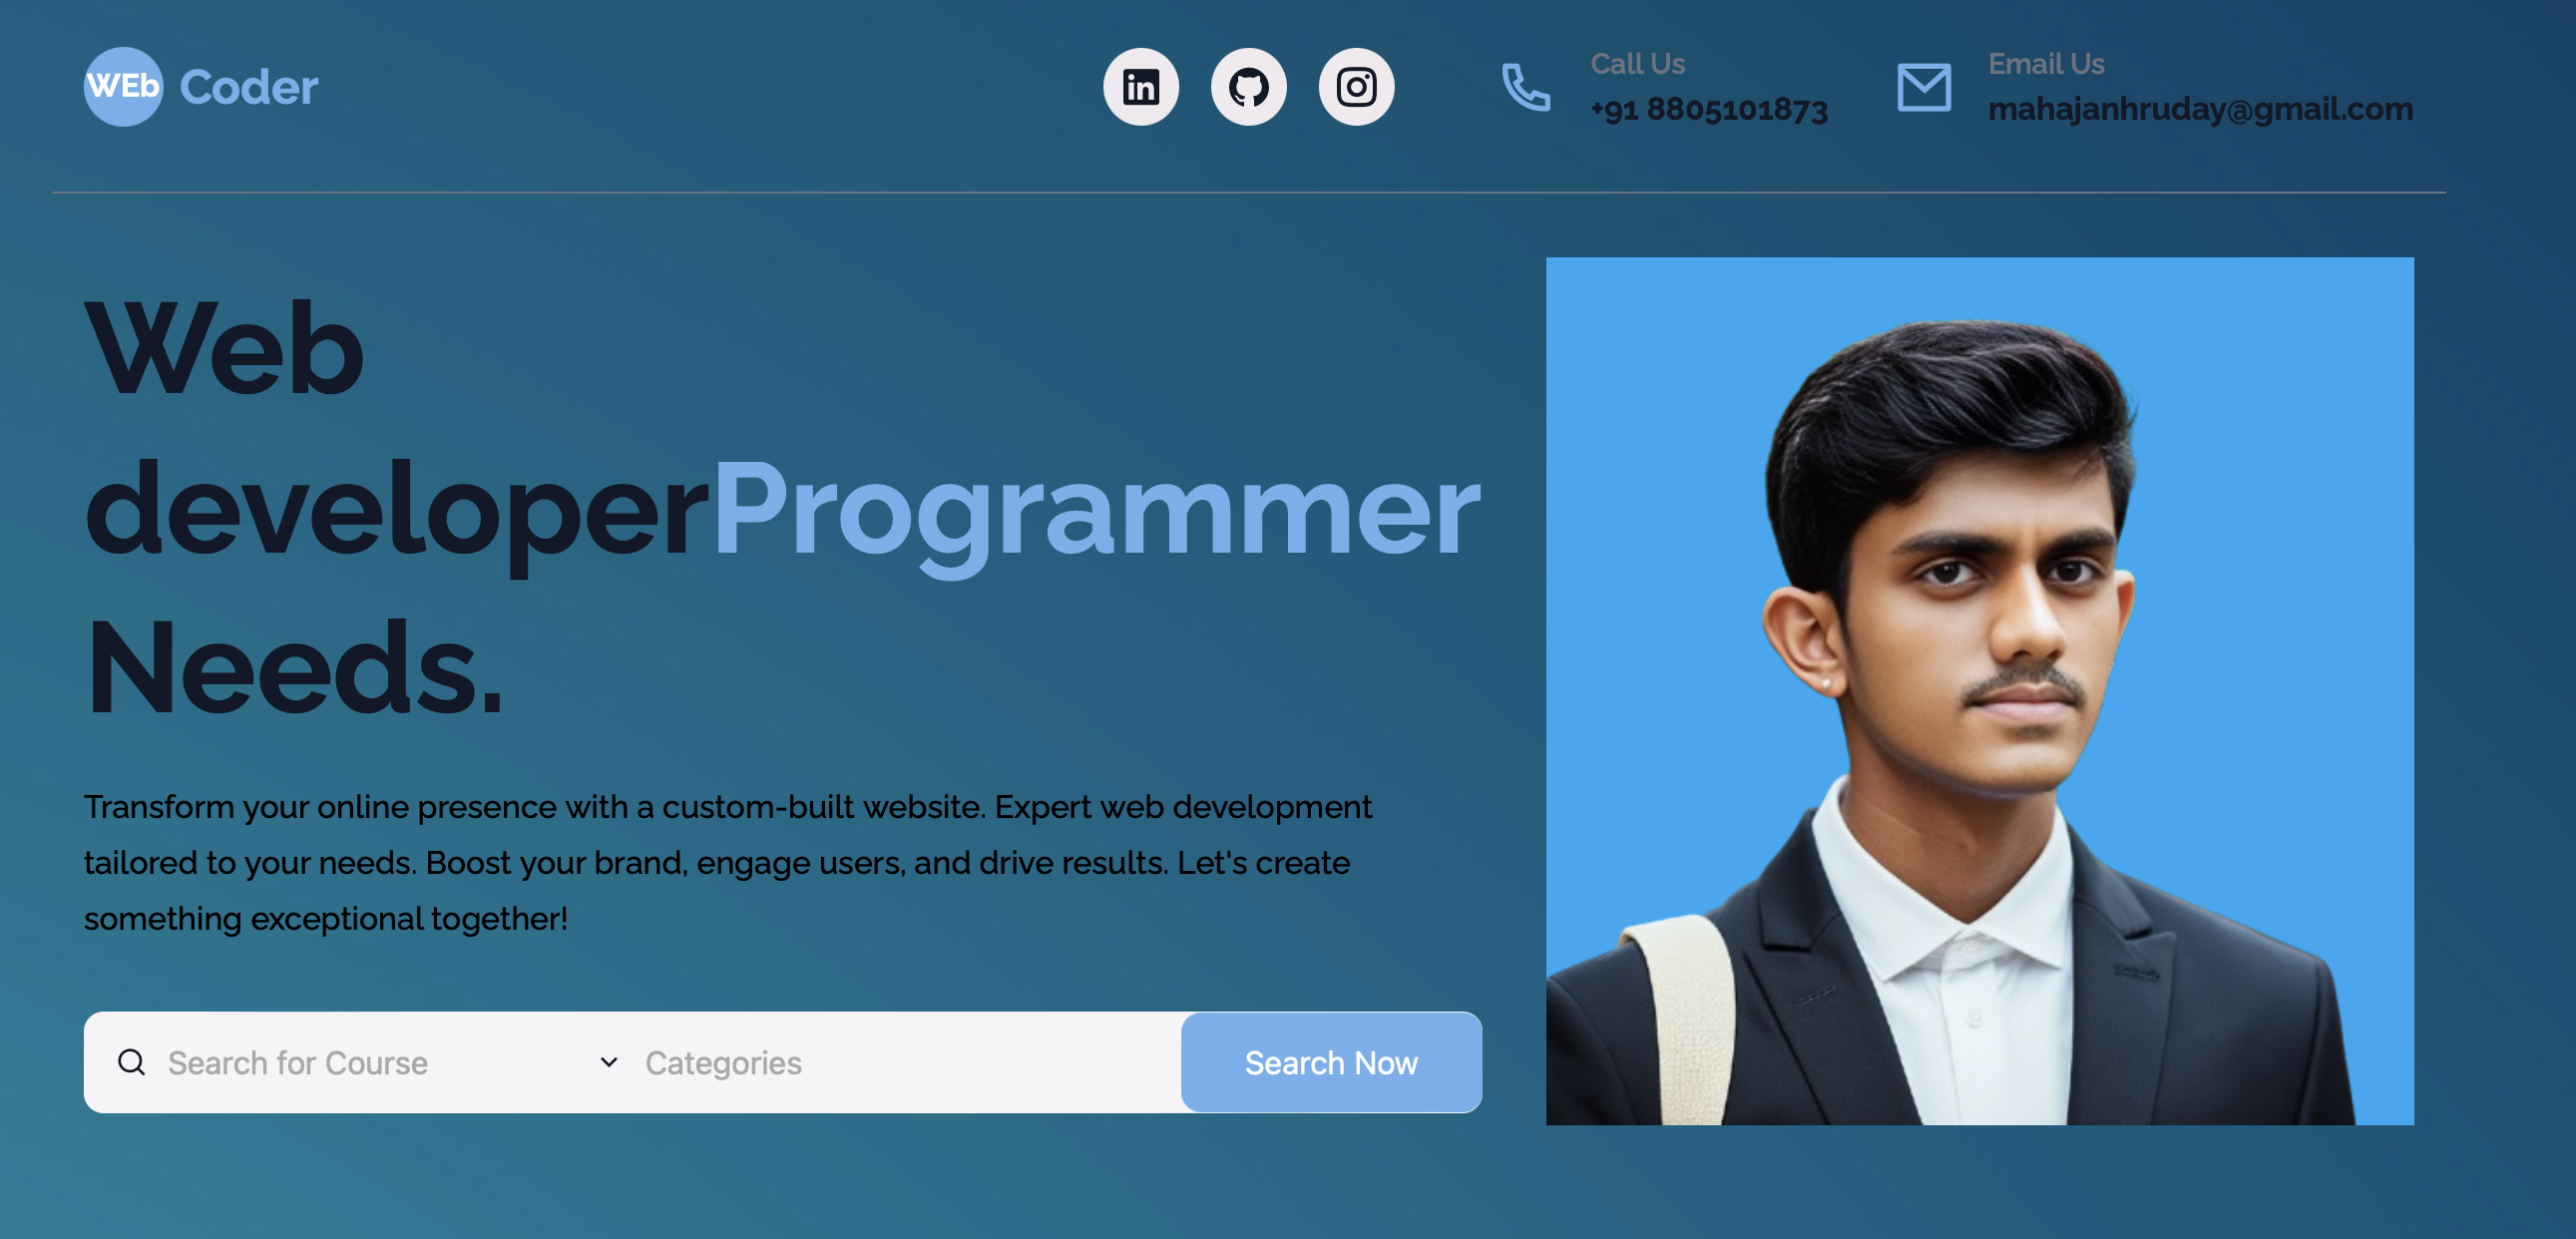 WEb Coder
Call Us
+91 8805101873
Email Us
mahajanhruday@gmail.com
Web
developerProgrammer
Needs.
Transform your online presence with a custom-built website. Expert web development
tailored to your needs. Boost your brand, engage users, and drive results. Let's create
something exceptional together!
Search for Course
Categories
Search Now